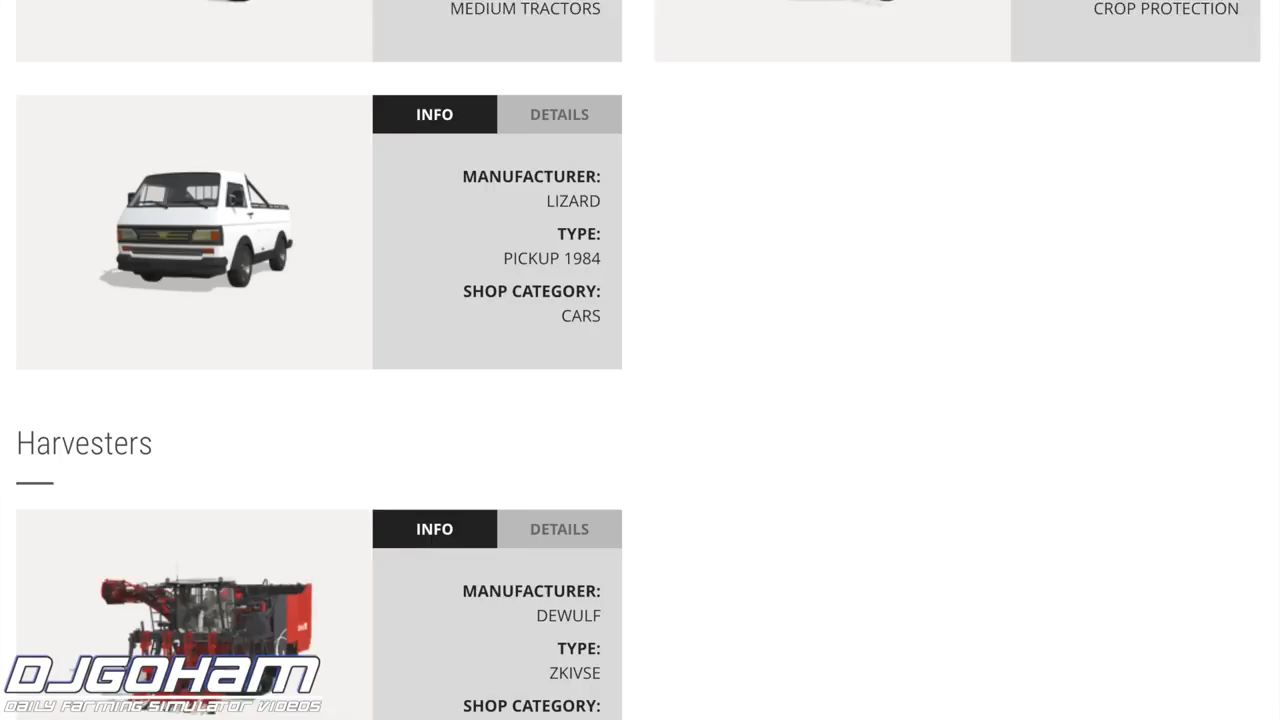 MEDIUM TRACTORS
CROP PROTECTION
INFO
DETAILS
MANUFACTURER:
LIZARD
TYPE:
PICKUP 1984
SHOP CATEGORY:
CARS
Harvesters
INFO
DETAILS
MANUFACTURER:
DEWULF
TYPE:
ZKIVSE
SHOP CATEGORY:
DJGOHAM
DAILY FARMING SIMULATOR VIDEOS